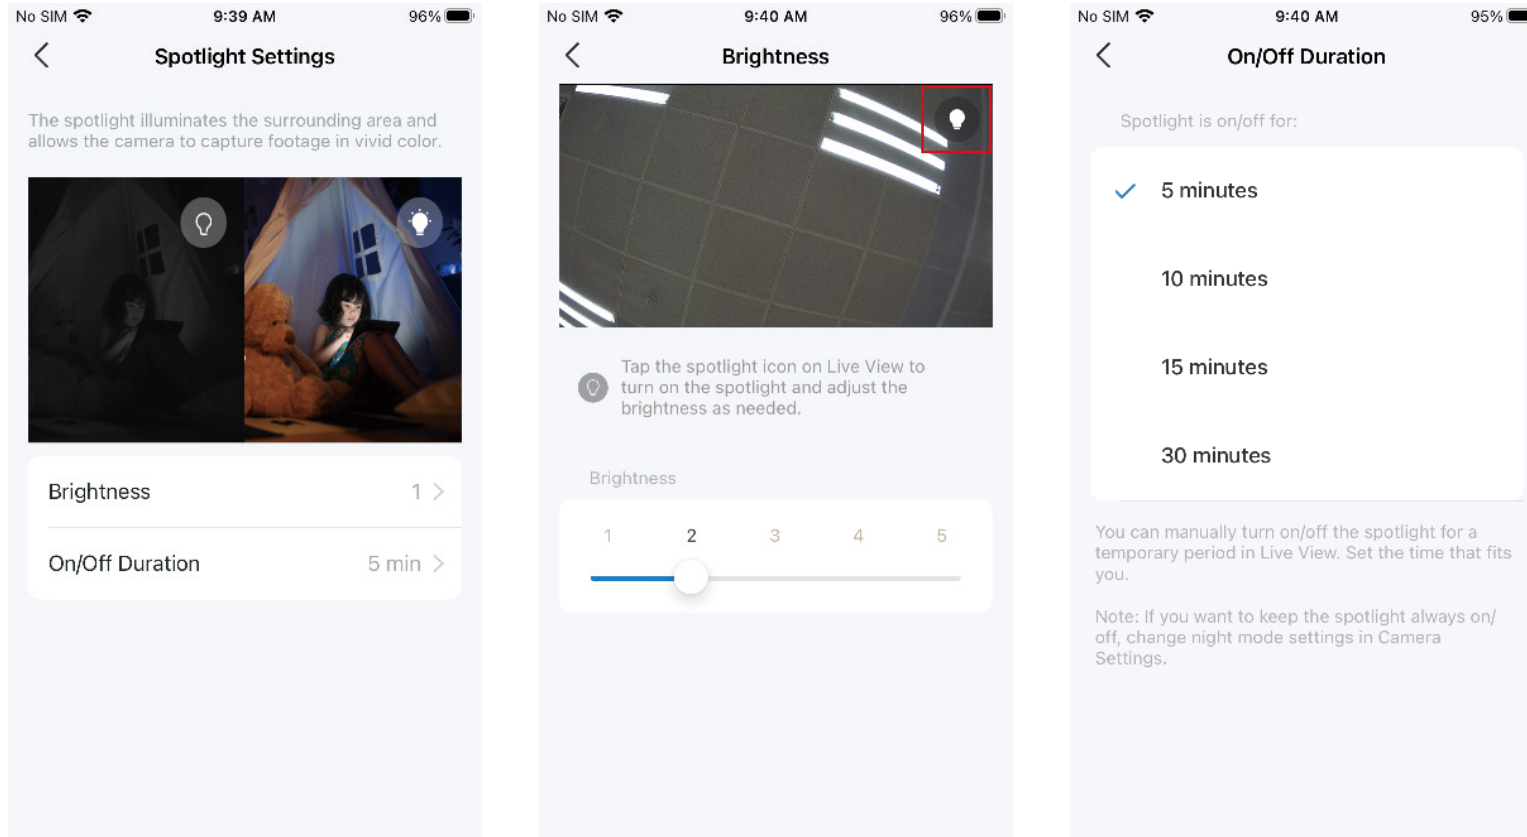 No SIM 9:39 AM 96%
Spotlight Settings
The spotlight illuminates the surrounding area and
allows the camera to capture footage in vivid color.
Brightness 1
On/Off Duration 5 min
No SIM 9:40 AM 96%
Brightness
Tap the spotlight icon on Live View to
turn on the spotlight and adjust the
brightness as needed.
Brightness
1 2 3 4 5
No SIM 9:40 AM 95%
On/Off Duration
Spotlight is on/off for:
5 minutes
10 minutes
15 minutes
30 minutes
You can manually turn on/off the spotlight for a
temporary period in Live View. Set the time that fits
you.
Note: If you want to keep the spotlight always on/
off, change night mode settings in Camera
Settings.